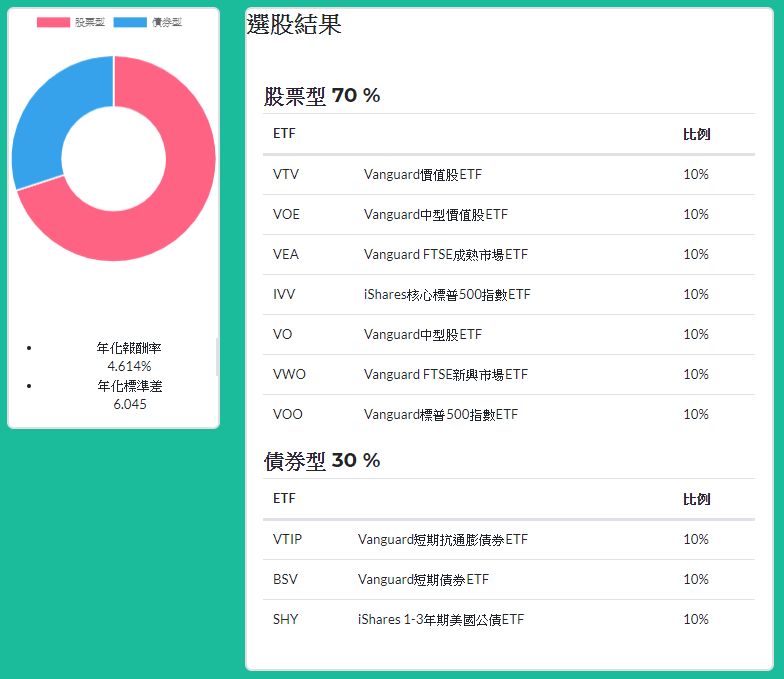 股票型 債券型
年化報酬率
4.614%
年化標準差
6.045
選股結果
股票型 70 %
ETF 比例
VTV Vanguard價值股ETF 10%
VOE Vanguard中型價值股ETF 10%
VEA Vanguard FTSE成熟市場ETF 10%
IVV iShares核心標普500指數ETF 10%
VO Vanguard中型股ETF 10%
VWO Vanguard FTSE新興市場ETF 10%
VOO Vanguard標普500指數ETF 10%
債券型 30 %
ETF 比例
VTIP Vanguard短期抗通膨債券ETF 10%
BSV Vanguard短期債券ETF 10%
SHY iShares 1-3年期美國公債ETF 10%